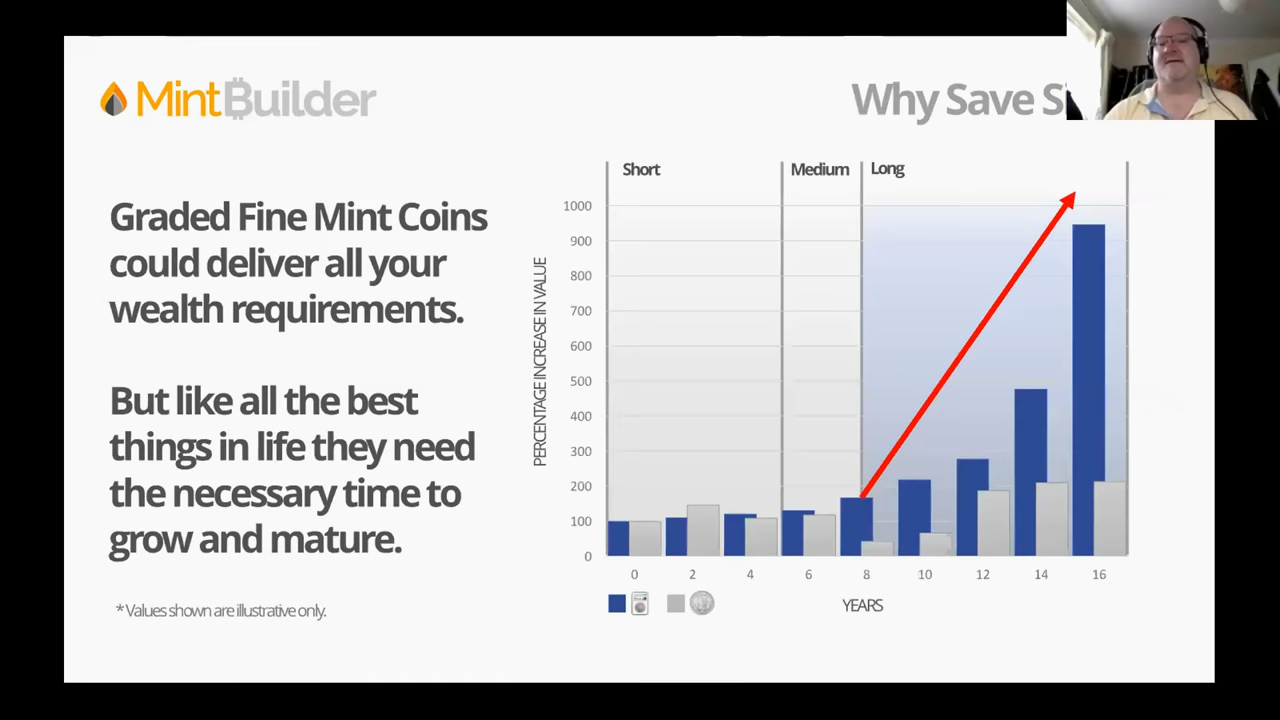 MintBuilder
Why Save
Graded Fine Mint Coins
could deliver all your
wealth requirements.
But like all the best
things in life they need
the necessary time to
grow and mature.
* Values shown are illustrative only.
Short
Medium
Long
PERCENTAGE INCREASE IN VALUE
1000
900
800
700
600
500
400
300
200
100
0
0 2 4 6 8 10 12 14 16
YEARS